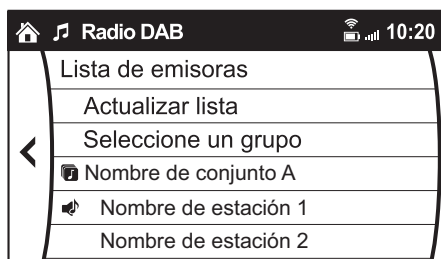 Radio DAB 10:20
Lista de emisoras
Actualizar lista
Seleccione un grupo
Nombre de conjunto A
Nombre de estación 1
Nombre de estación 2